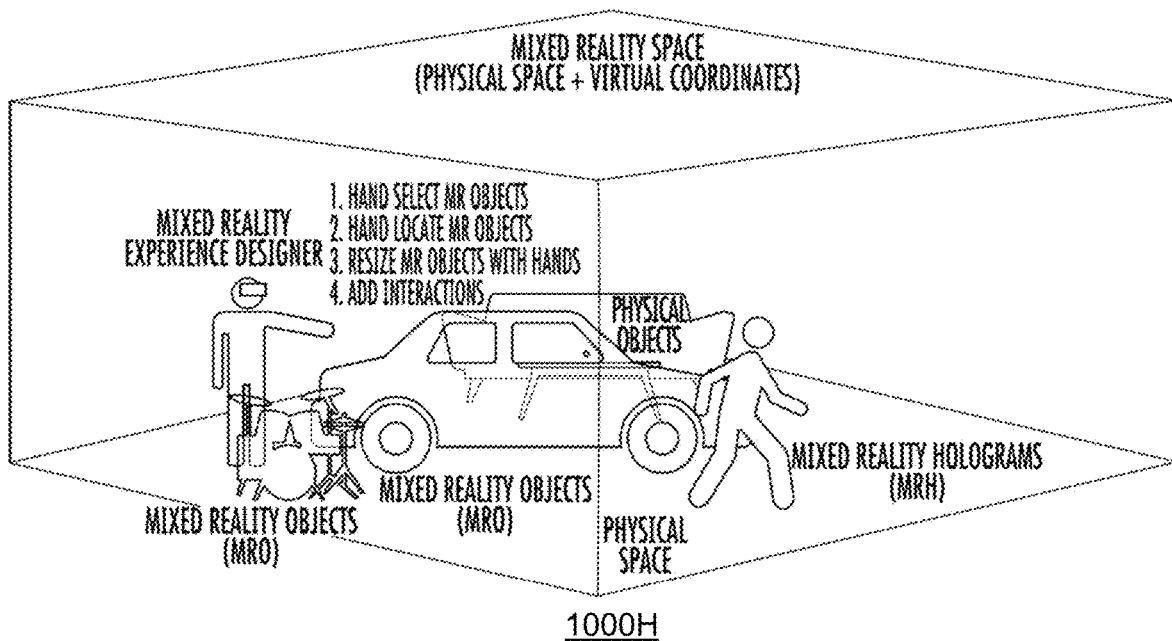 MIXED REALITY SPACE
(PHYSICAL SPACE + VIRTUAL COORDINATES)
1. HAND SELECT MR OBJECTS
2. HAND LOCATE MR OBJECTS
3. RESIZE MR OBJECTS WITH HANDS
4. ADD INTERACTIONS
MIXED REALITY
EXPERIENCE DESIGNER
PHYSICAL
OBJECTS
MIXED REALITY HOLOGRAMS
(MRH)
MIXED REALITY OBJECTS
(MRO)
MIXED REALITY OBJECTS
(MRO)
PHYSICAL
SPACE
1000H